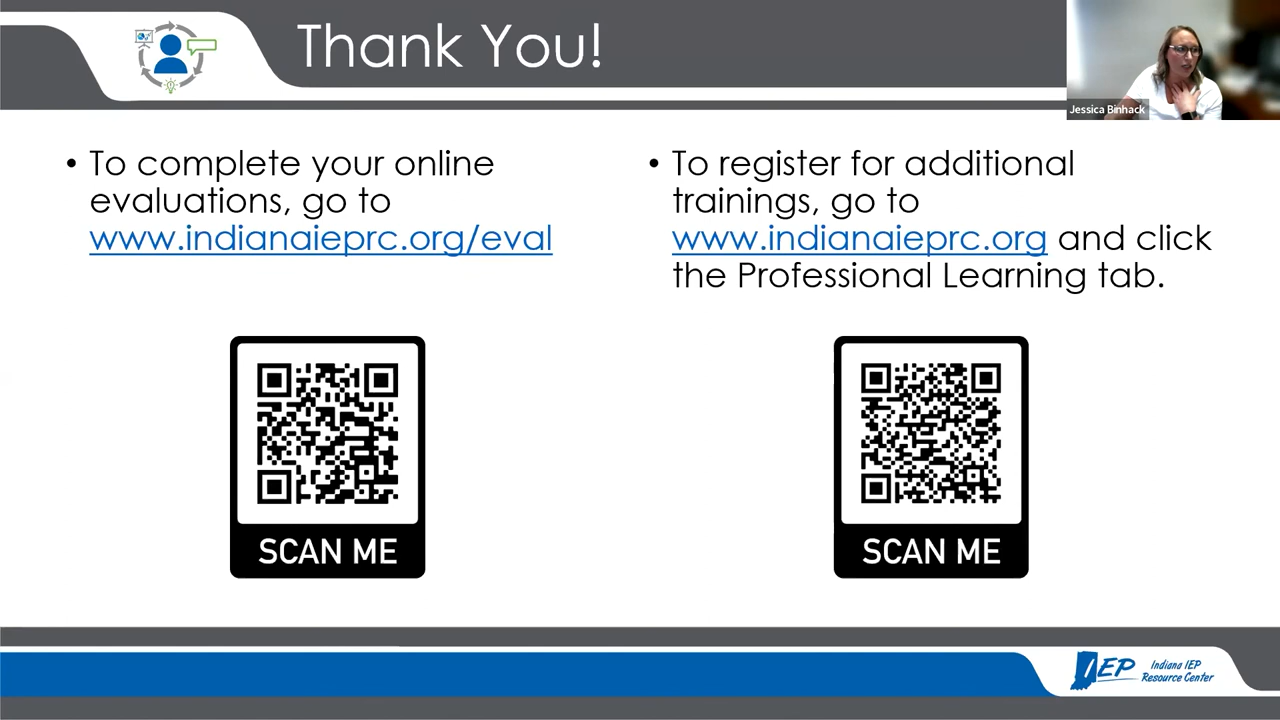 Thank You!
Jessica Binhack
• To complete your online
evaluations, go to
www.indianaieprc.org/eval
• To register for additional
trainings, go to
www.indianaieprc.org and click
the Professional Learning tab.
SCAN ME
SCAN ME
IEP
Indiana IEP
Resource Center